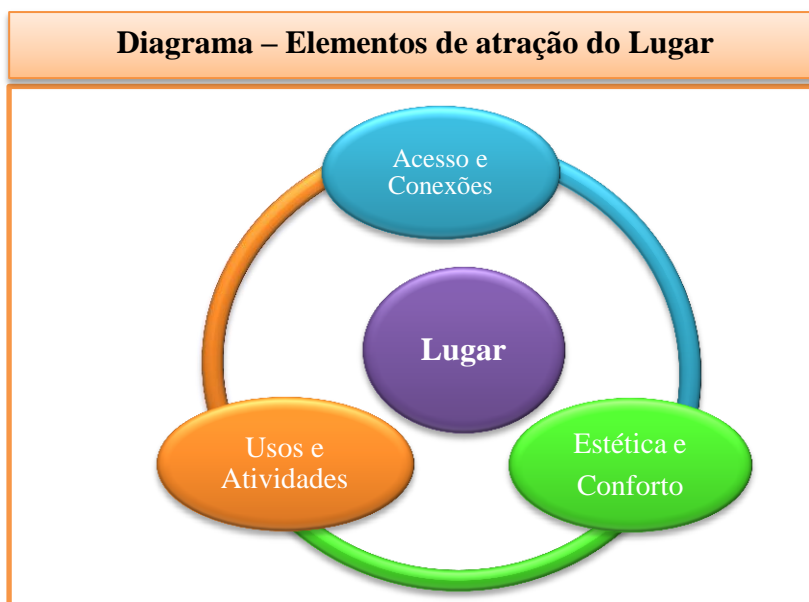 Diagrama – Elementos de atração do Lugar
Acesso e
Conexões
Lugar
Usos e
Atividades
Estética e
Conforto